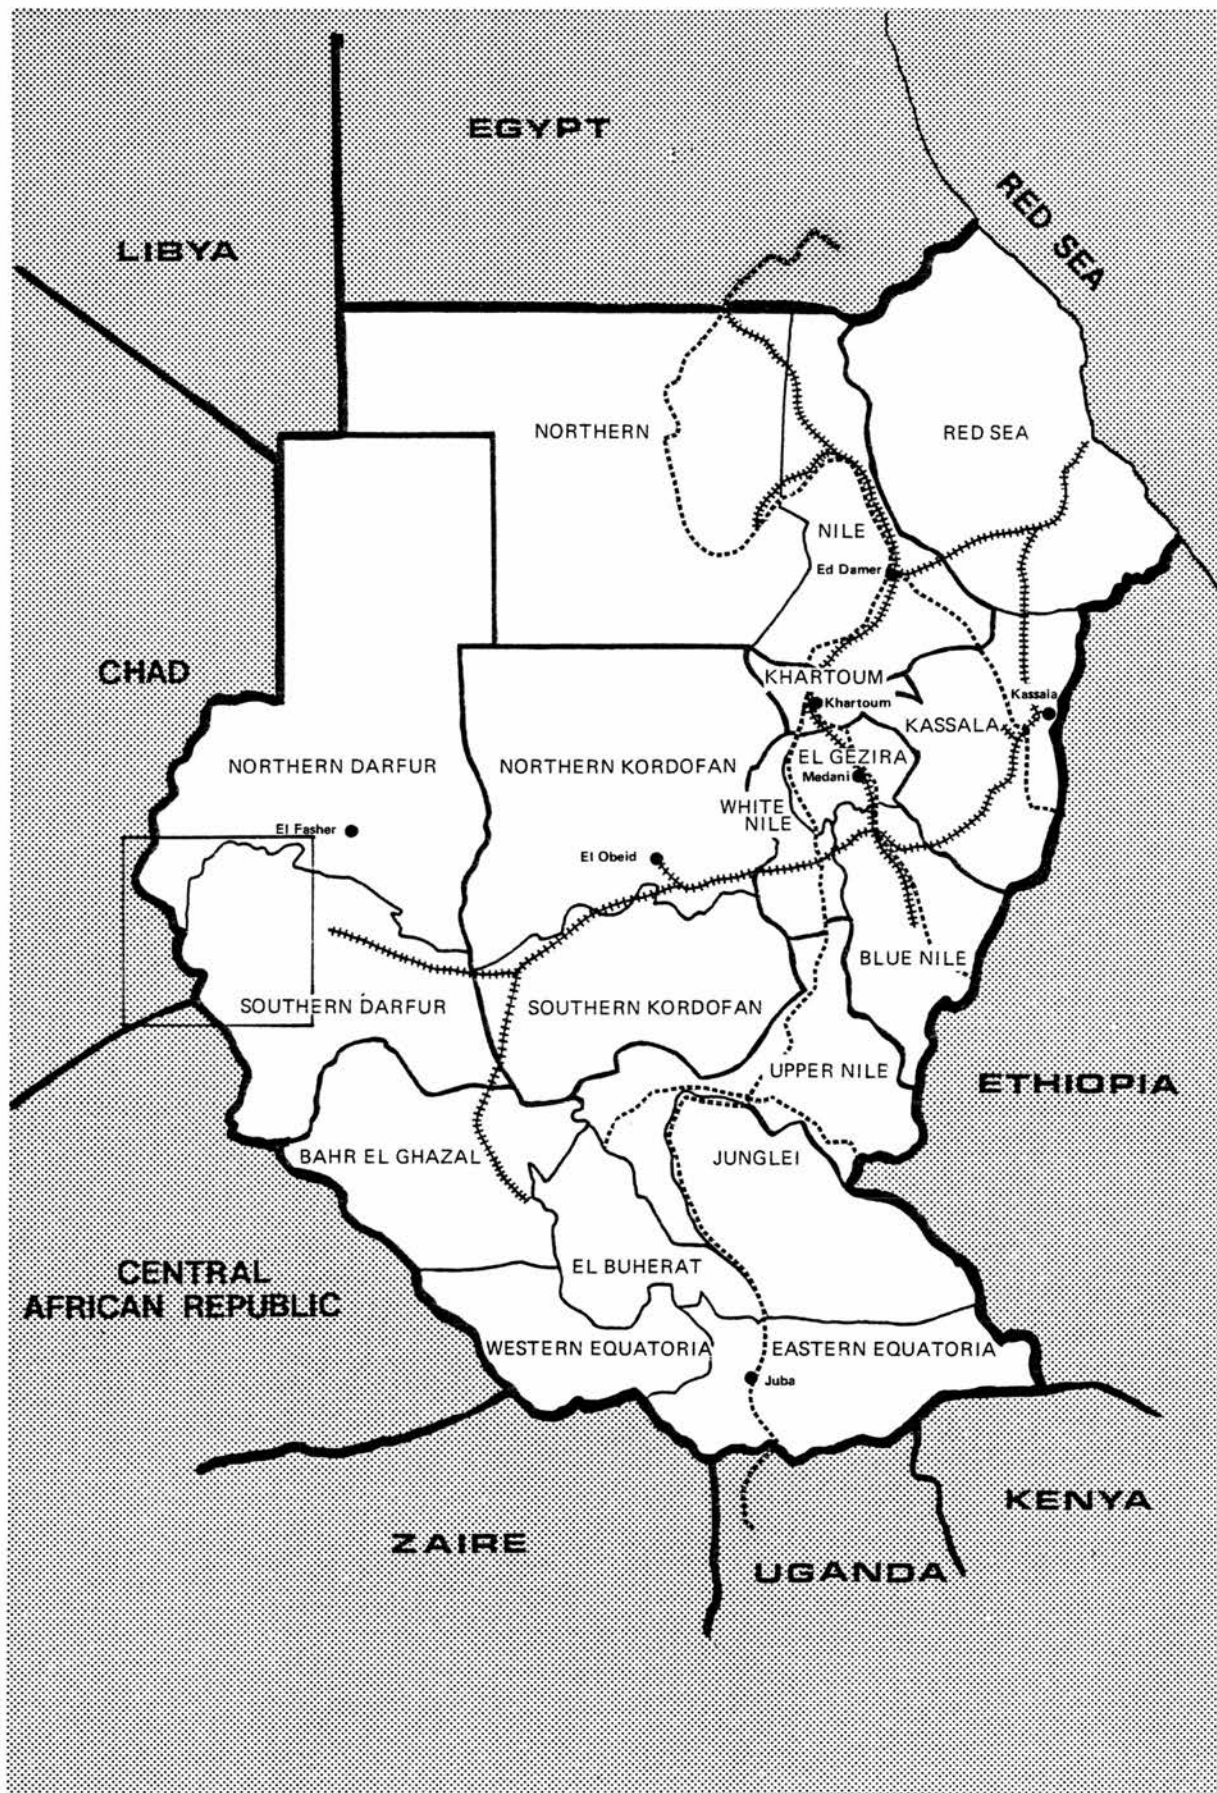 EGYPT
RED SEA
LIBYA
NORTHERN
RED SEA
NILE
Ed Damer
CHAD
KHARTOUM
Khartoum
Kassala
KASSALA
NORTHERN DARFUR
NORTHERN KORDOFAN
EL GEZIRA
Medani
WHITE
NILE
El Fasher
El Obeid
BLUE NILE
SOUTHERN DARFUR
SOUTHERN KORDOFAN
UPPER NILE
ETHIOPIA
BAHR EL GHAZAL
JUNGLEI
CENTRAL
AFRICAN REPUBLIC
EL BUHERAT
WESTERN EQUATORIA
EASTERN EQUATORIA
Juba
KENYA
ZAIRE
UGANDA